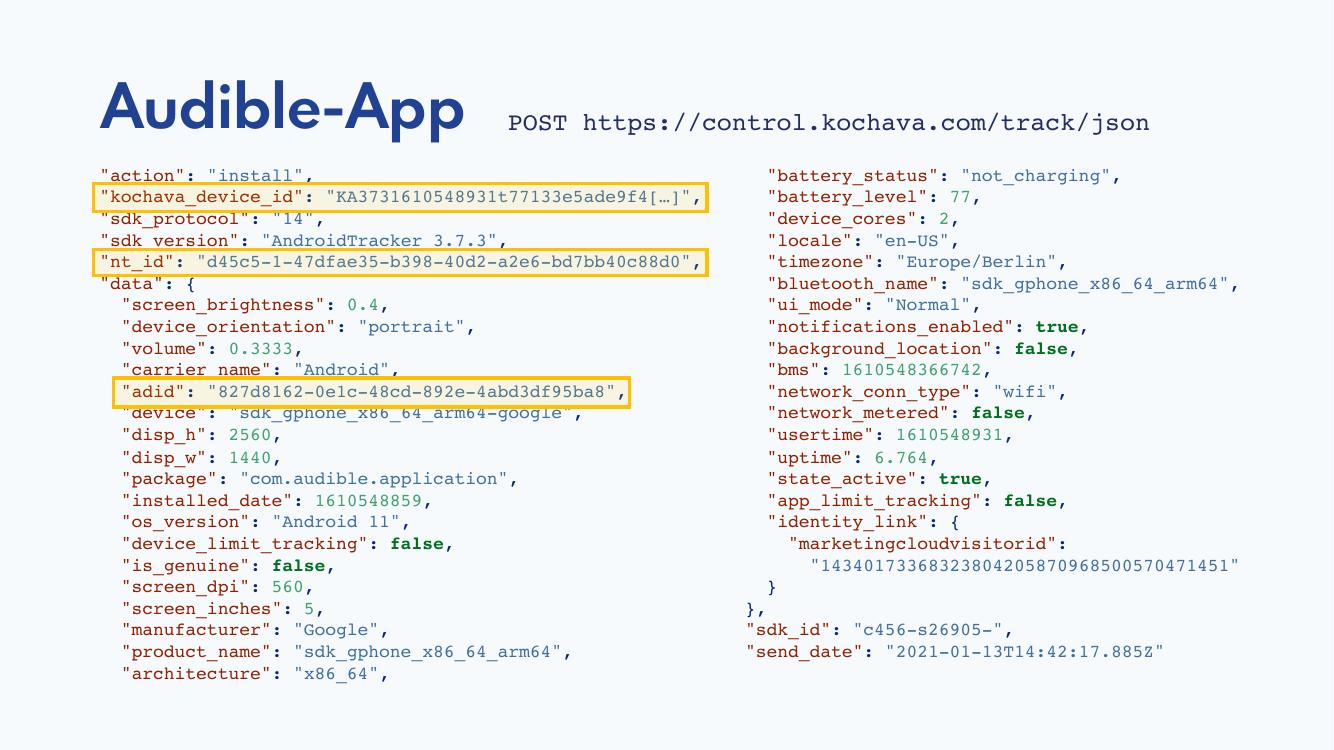 Audible-App
POST https://control.kochava.com/track/json
"action": "install",
"kochava_device_id": "KA3731610548931t77133e5ade9f4[…]",
"sdk_protocol": "14",
"sdk_version": "AndroidTracker 3.7.3",
"nt_id": "d45c5-1-47dfae35-b398-40d2-a2e6-bd7bb40c88d0",
"data": {
"screen_brightness": 0.4,
"device_orientation": "portrait",
"volume": 0.3333,
"carrier_name": "Android",
"adid": "827d8162-0e1c-48cd-892e-4abd3df95ba8",
"device": "sdk_gphone_x86_64_arm64-google",
"disp_h": 2560,
"disp_w": 1440,
"package": "com.audible.application",
"installed_date": 1610548859,
"os_version": "Android 11",
"device_limit_tracking": false,
"is_genuine": false,
"screen_dpi": 560,
"screen_inches": 5,
"manufacturer": "Google",
"product_name": "sdk_gphone_x86_64_arm64",
"architecture": "x86_64",
"battery_status": "not_charging",
"battery_level": 77,
"device_cores": 2,
"locale": "en-US",
"timezone": "Europe/Berlin",
"bluetooth_name": "sdk_gphone_x86_64_arm64",
"ui_mode": "Normal",
"notifications_enabled": true,
"background_location": false,
"bms": 1610548366742,
"network_conn_type": "wifi",
"network_metered": false,
"usertime": 1610548931,
"uptime": 6.764,
"state_active": true,
"app_limit_tracking": false,
"identity_link": {
"marketingcloudvisitorid":
"14340173368323804205870968500570471451"
}
},
"sdk_id": "c456-s26905-",
"send_date": "2021-01-13T14:42:17.885Z"